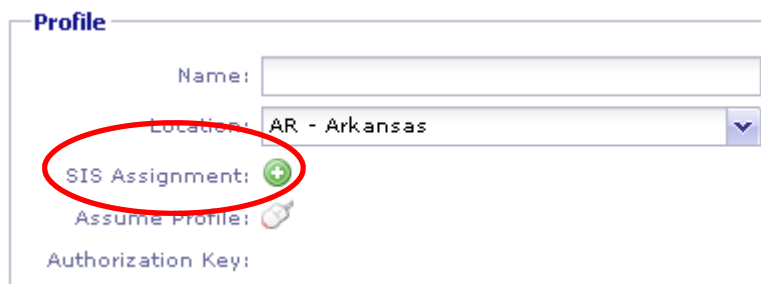 Profile
Name:
Location: AR - Arkansas
SIS Assignment:
Assume Profile:
Authorization Key: